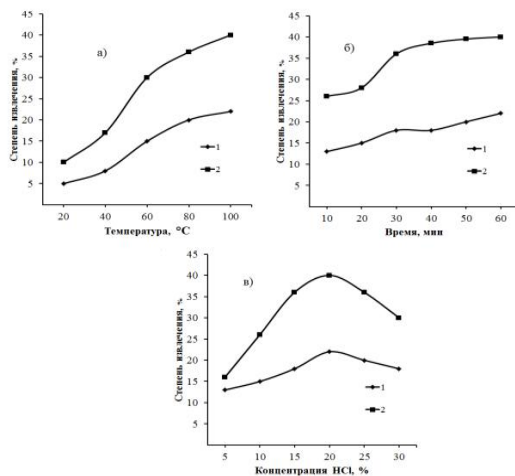 а)
Степень извлечения, %
45
40
35
30
25
20
15
10
5
20 40 60 80 100
Температура, °С
1
2
б)
Степень извлечения, %
45
40
35
30
25
20
15
10
5
10 20 30 40 50 60
Время, мин
1
2
в)
Степень извлечения, %
45
40
35
30
25
20
15
10
5
5 10 15 20 25 30
Концентрация HCl, %
1
2